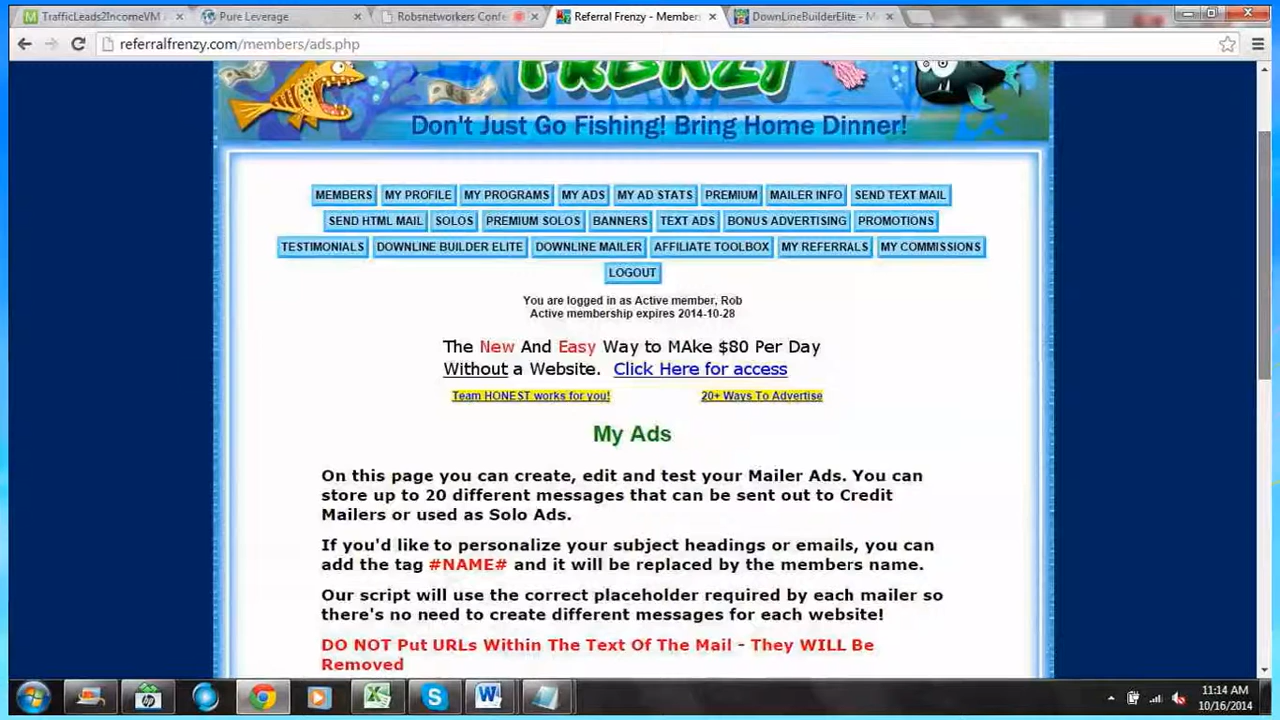 TrafficLeads2IncomeVM
Pure Leverage
Robsnetworkers Confe
Referral Frenzy - Member
DownLineBuilderElite - M
referralfrenzy.com/members/ads.php
FRENZY
Don't Just Go Fishing! Bring Home Dinner!
MEMBERS MY PROFILE MY PROGRAMS MY ADS MY AD STATS PREMIUM MAILER INFO SEND TEXT MAIL
SEND HTML MAIL SOLOS PREMIUM SOLOS BANNERS TEXT ADS BONUS ADVERTISING PROMOTIONS
TESTIMONIALS DOWNLINE BUILDER ELITE DOWNLINE MAILER AFFILIATE TOOLBOX MY REFERRALS MY COMMISSIONS
LOGOUT
You are logged in as Active member, Rob
Active membership expires 2014-10-28
The New And Easy Way to MAke $80 Per Day
Without a Website. Click Here for access
Team HONEST works for you! 20+ Ways To Advertise
My Ads
On this page you can create, edit and test your Mailer Ads. You can
store up to 20 different messages that can be sent out to Credit
Mailers or used as Solo Ads.
If you'd like to personalize your subject headings or emails, you can
add the tag #NAME# and it will be replaced by the members name.
Our script will use the correct placeholder required by each mailer so
there's no need to create different messages for each website!
DO NOT Put URLs Within The Text Of The Mail - They WILL Be
Removed
11:14 AM
10/16/2014